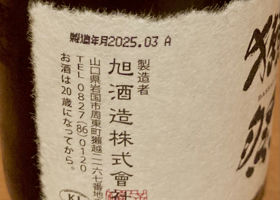 製造年月2025.03 A
製造者
旭酒造株式會社
山口県岩国市周東町獺越二一六七番地
TEL 0827(86)0120
お酒は20歳になってから。
獺